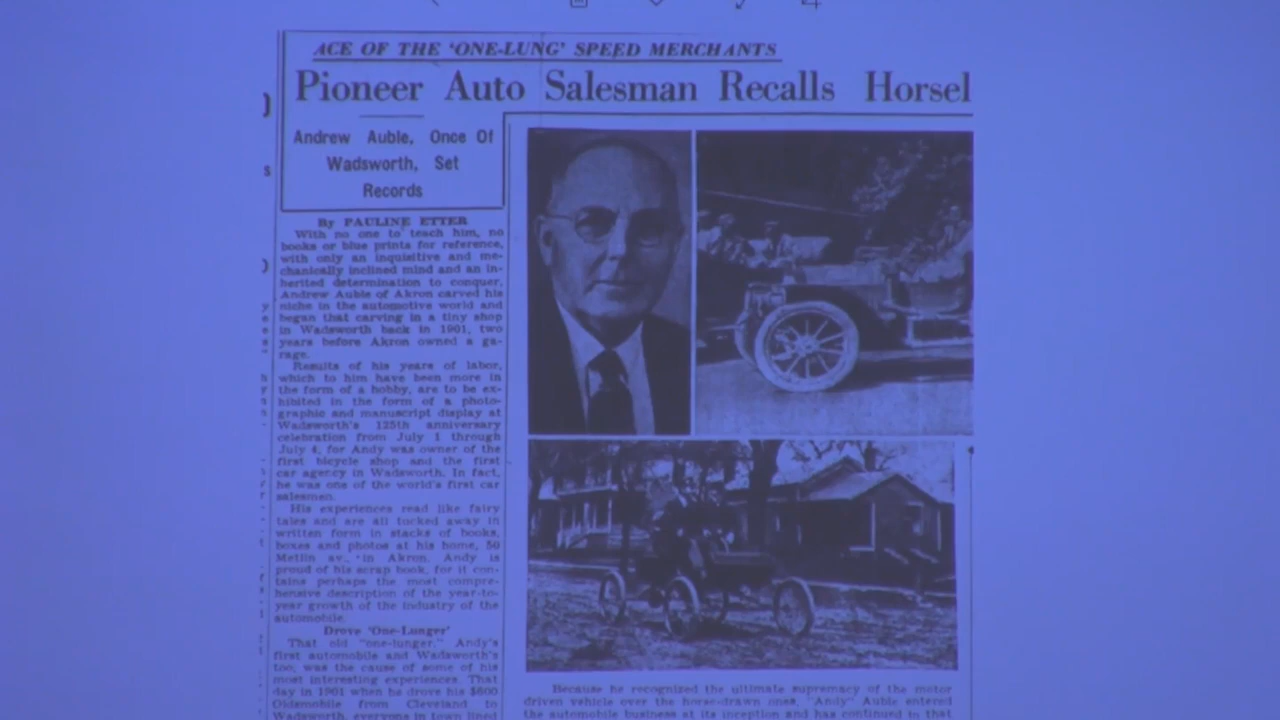 ACE OF THE 'ONE-LUNG' SPEED MERCHANTS
Pioneer Auto Salesman Recalls Horsel
Andrew Auble, Once Of
Wadsworth, Set
Records
By PAULINE ETTER
With no one to teach him, no
books or blue prints for reference,
with only an inquisitive and me-
chanically inclined mind and an in-
herited determination to conquer,
Andrew Auble of Akron carved his
niche in the automotive world and
began that carving in a tiny shop
in Wadsworth back in 1901, two
years before Akron owned a ga-
rage.
Results of his years of labor,
which to him have been more in
the form of a hobby, are to be ex-
hibited in the form of a photo-
graphic and manuscript display at
Wadsworth's 125th anniversary
celebration from July 1 through
July 4, for Andy was owner of the
first bicycle shop and the first
car agency in Wadsworth. In fact,
he was one of the world's first car
salesmen.
His experiences read like fairy
tales and are all tucked away in
written form in stacks of books,
boxes and photos at his home, 50
Metlin av., in Akron. Andy is
proud of his scrap book, for it con-
tains perhaps the most compre-
hensive description of the year-to-
year growth of the industry of the
automobile.
Drove 'One-Lunger'
That old "one-lunger," Andy's
first automobile and Wadsworth's
too, was the cause of some of his
most interesting experiences. That
day in 1901 when he drove his $600
Oldsmobile from Cleveland to
Wadsworth, everyone in town lined
Because he recognized the ultimate supremacy of the motor
driven vehicle over the horse-drawn ones, "Andy" Auble entered
the automobile business at its inception and has continued in that